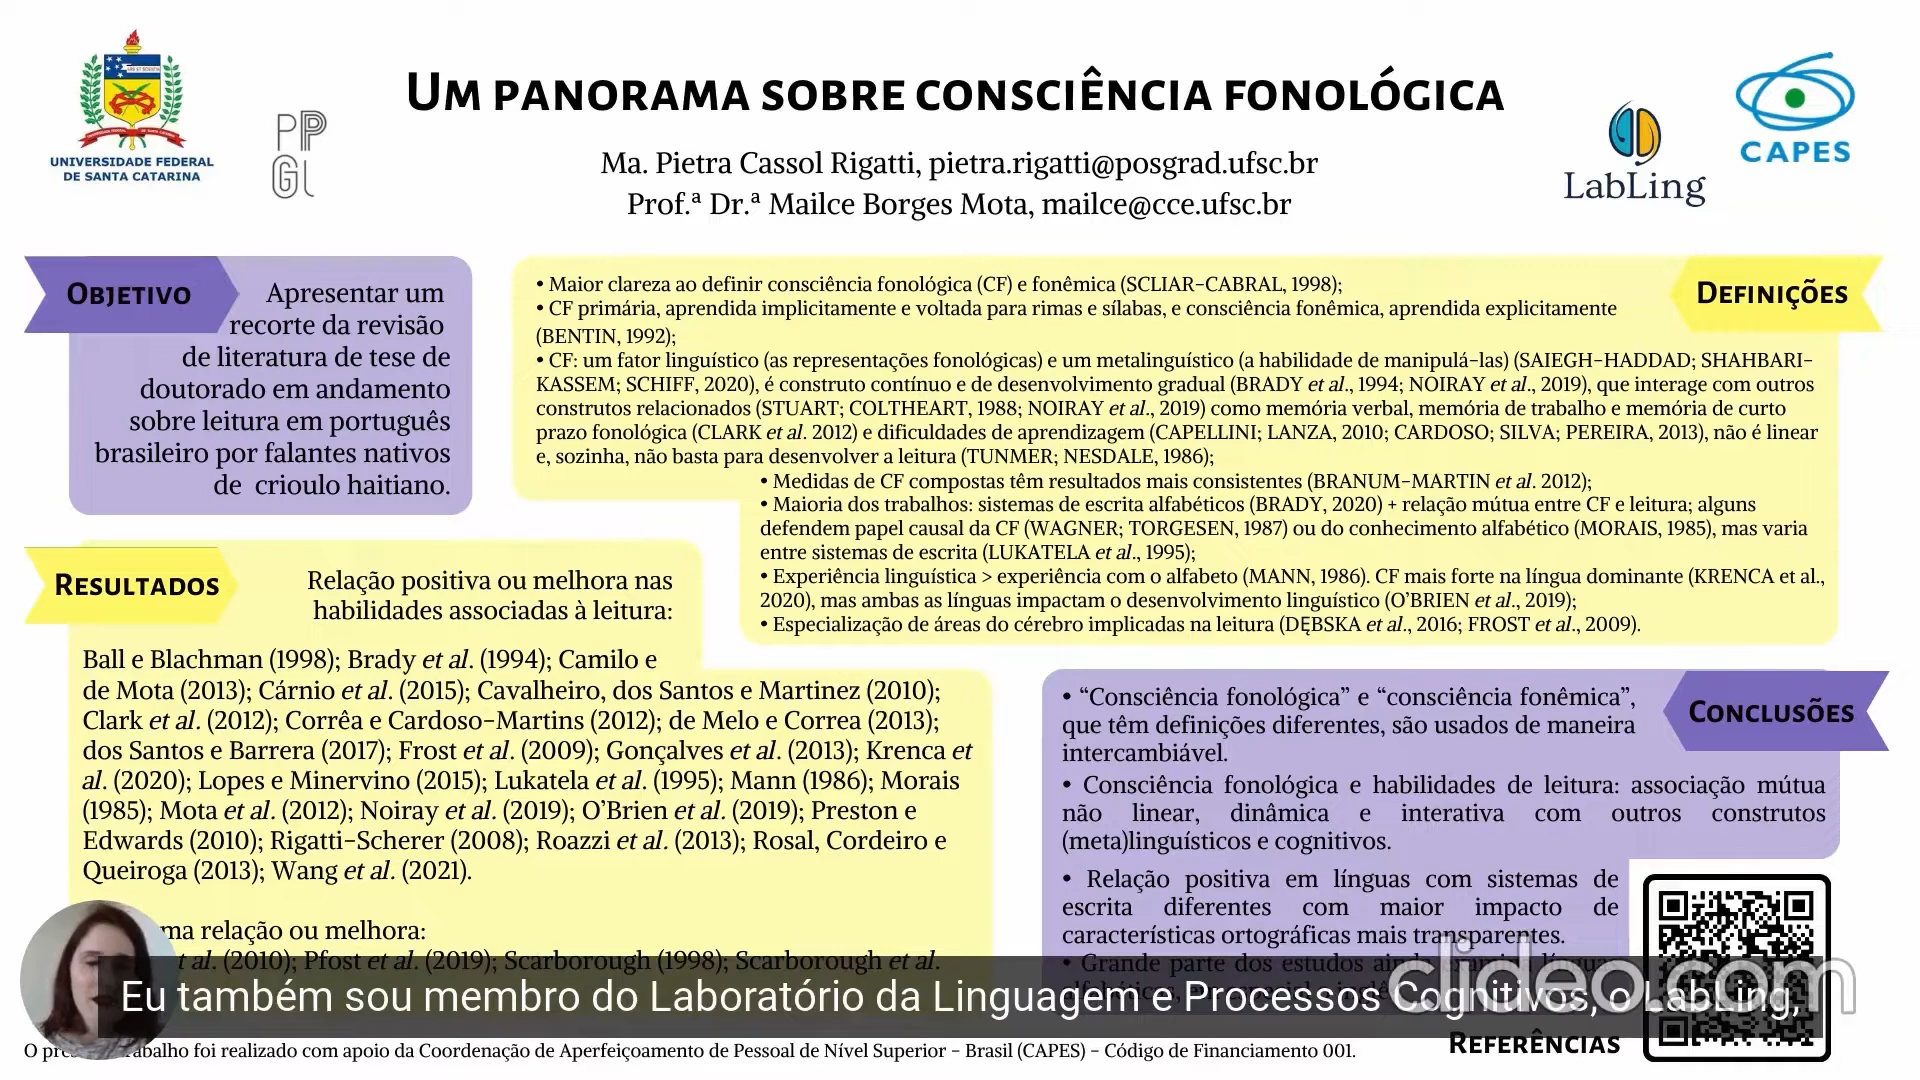 UNIVERSIDADE FEDERAL
DE SANTA CATARINA
PPGL
UM PANORAMA SOBRE CONSCIÊNCIA FONOLÓGICA
Ma. Pietra Cassol Rigatti, pietra.rigatti@posgrad.ufsc.br
Prof.ª Dr.ª Mailce Borges Mota, mailce@cce.ufsc.br
LabLing
CAPES
OBJETIVO
Apresentar um
recorte da revisão
de literatura de tese de
doutorado em andamento
sobre leitura em português
brasileiro por falantes nativos
de crioulo haitiano.
DEFINIÇÕES
• Maior clareza ao definir consciência fonológica (CF) e fonêmica (SCLIAR-CABRAL, 1998);
• CF primária, aprendida implicitamente e voltada para rimas e sílabas, e consciência fonêmica, aprendida explicitamente
(BENTIN, 1992);
• CF: um fator linguístico (as representações fonológicas) e um metalinguístico (a habilidade de manipulá-las) (SAIEGH-HADDAD; SHAHBARI-
KASSEM; SCHIFF, 2020), é construto contínuo e de desenvolvimento gradual (BRADY et al., 1994; NOIRAY et al., 2019), que interage com outros
construtos relacionados (STUART; COLTHEART, 1988; NOIRAY et al., 2019) como memória verbal, memória de trabalho e memória de curto
prazo fonológica (CLARK et al. 2012) e dificuldades de aprendizagem (CAPELLINI; LANZA, 2010; CARDOSO; SILVA; PEREIRA, 2013), não é linear
e, sozinha, não basta para desenvolver a leitura (TUNMER; NESDALE, 1986);
• Medidas de CF compostas têm resultados mais consistentes (BRANUM-MARTIN et al. 2012);
• Maioria dos trabalhos: sistemas de escrita alfabéticos (BRADY, 2020) + relação mútua entre CF e leitura; alguns
defendem papel causal da CF (WAGNER; TORGESEN, 1987) ou do conhecimento alfabético (MORAIS, 1985), mas varia
entre sistemas de escrita (LUKATELA et al., 1995);
• Experiência linguística > experiência com o alfabeto (MANN, 1986). CF mais forte na língua dominante (KRENCA et al.,
2020), mas ambas as línguas impactam o desenvolvimento linguístico (O'BRIEN et al., 2019);
• Especialização de áreas do cérebro implicadas na leitura (DĘBSKA et al., 2016; FROST et al., 2009).
RESULTADOS
Relação positiva ou melhora nas
habilidades associadas à leitura:
Ball e Blachman (1998); Brady et al. (1994); Camilo e
de Mota (2013); Cárnio et al. (2015); Cavalheiro, dos Santos e Martinez (2010);
Clark et al. (2012); Corrêa e Cardoso-Martins (2012); de Melo e Correa (2013);
dos Santos e Barrera (2017); Frost et al. (2009); Gonçalves et al. (2013); Krenca et
al. (2020); Lopes e Minervino (2015); Lukatela et al. (1995); Mann (1986); Morais
(1985); Mota et al. (2012); Noiray et al. (2019); O'Brien et al. (2019); Preston e
Edwards (2010); Rigatti-Scherer (2008); Roazzi et al. (2013); Rosal, Cordeiro e
Queiroga (2013); Wang et al. (2021).
ma relação ou melhora:
et al. (2010); Pfost et al. (2019); Scarborough (1998); Scarborough et al.
CONCLUSÕES
• “Consciência fonológica” e “consciência fonêmica”,
que têm definições diferentes, são usados de maneira
intercambiável.
• Consciência fonológica e habilidades de leitura: associação mútua
não linear, dinâmica e interativa com outros construtos
(meta)linguísticos e cognitivos.
• Relação positiva em línguas com sistemas de
escrita diferentes com maior impacto de
características ortográficas mais transparentes.
• Grande parte dos estudos
clideo.com
Eu também sou membro do Laboratório da Linguagem e Processos Cognitivos, o LabLing,
REFERÊNCIAS
O trabalho foi realizado com apoio da Coordenação de Aperfeiçoamento de Pessoal de Nível Superior - Brasil (CAPES) - Código de Financiamento 001.